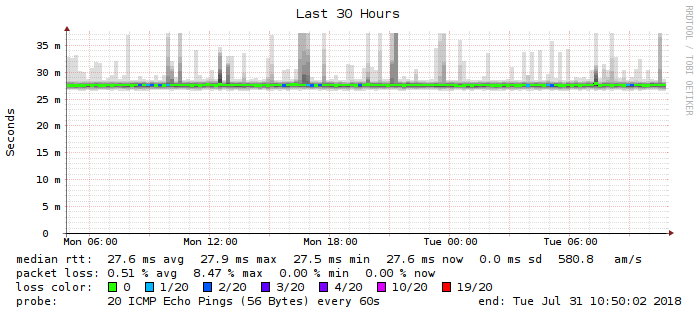 Last 30 Hours
RRDTOOL / TOBI OETIKER
Seconds
35 m
30 m
25 m
20 m
15 m
10 m
5 m
0
Mon 06:00 Mon 12:00 Mon 18:00 Tue 00:00 Tue 06:00
median rtt: 27.6 ms avg 27.9 ms max 27.5 ms min 27.6 ms now 0.0 ms sd 580.8 am/s
packet loss: 0.51 % avg 8.47 % max 0.00 % min 0.00 % now
loss color: 0 1/20 2/20 3/20 4/20 10/20 19/20
probe: 20 ICMP Echo Pings (56 Bytes) every 60s end: Tue Jul 31 10:50:02 2018